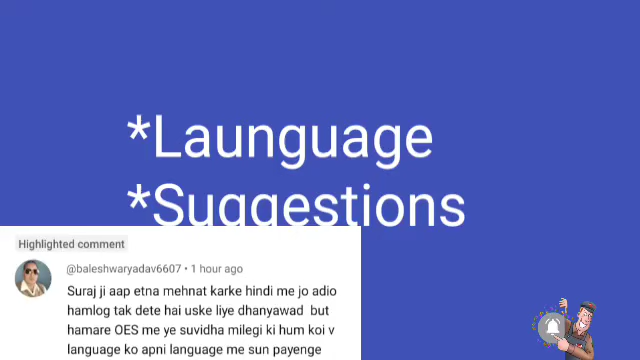 *Launguage
*Suggestions
Highlighted comment
@baleshwaryadav6607 • 1 hour ago
Suraj ji aap etna mehnat karke hindi me jo adio
hamlog tak dete hai uske liye dhanyawad but
hamare OES me ye suvidha milegi ki hum koi v
language ko apni language me sun payenge